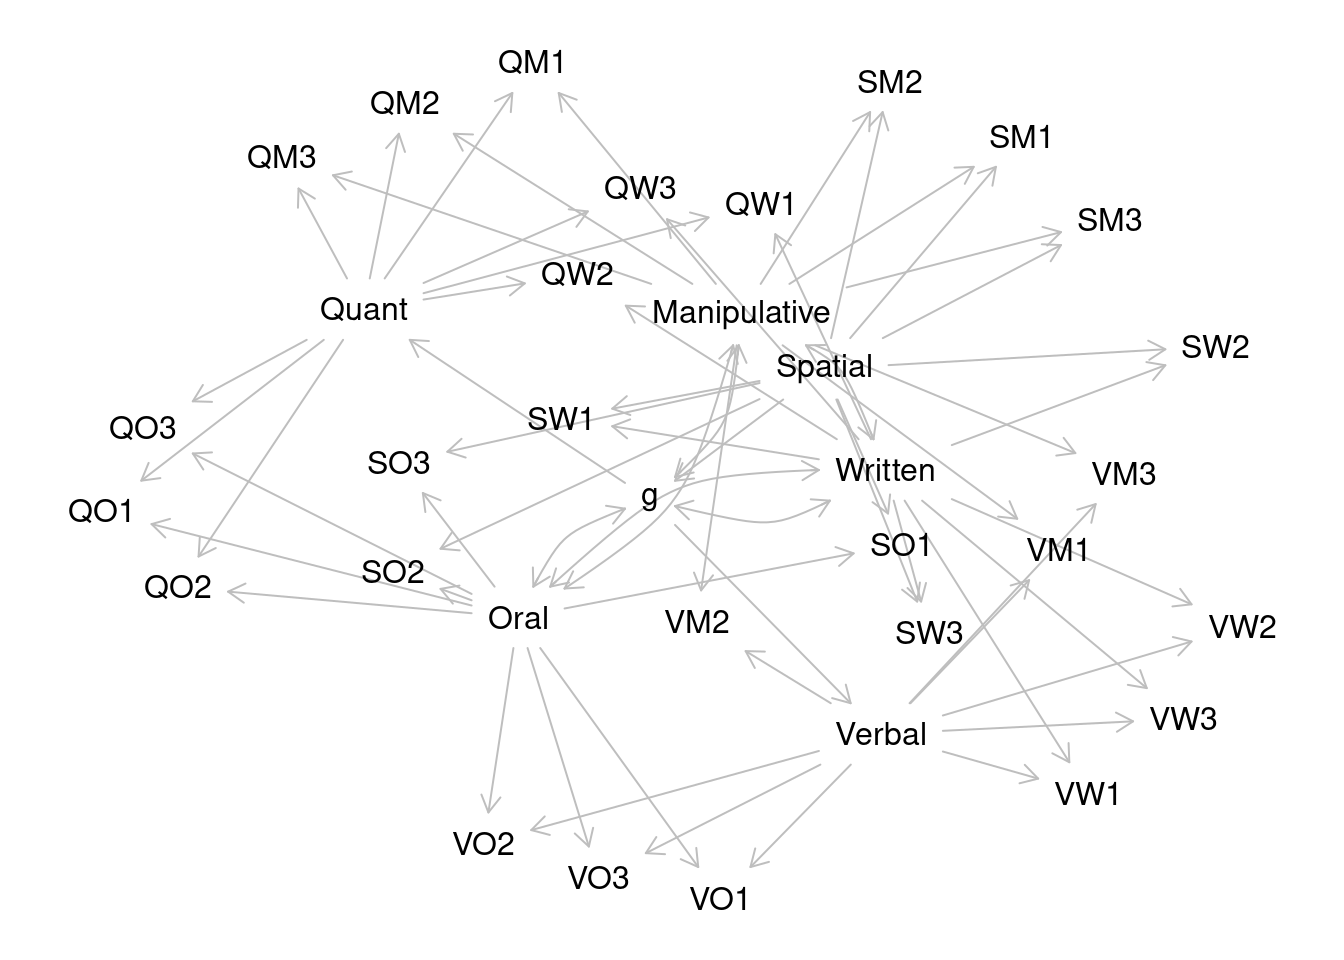 QM1
SM2
QM2
SM1
QM3
QW3
QW1
SM3
QW2
Quant
Manipulative
SW2
Spatial
SW1
QO3
SO3
Written
VM3
g
QO1
SO1
VM1
SO2
QO2
Oral
VM2
VW2
SW3
VW3
Verbal
VW1
VO2
VO3
VO1